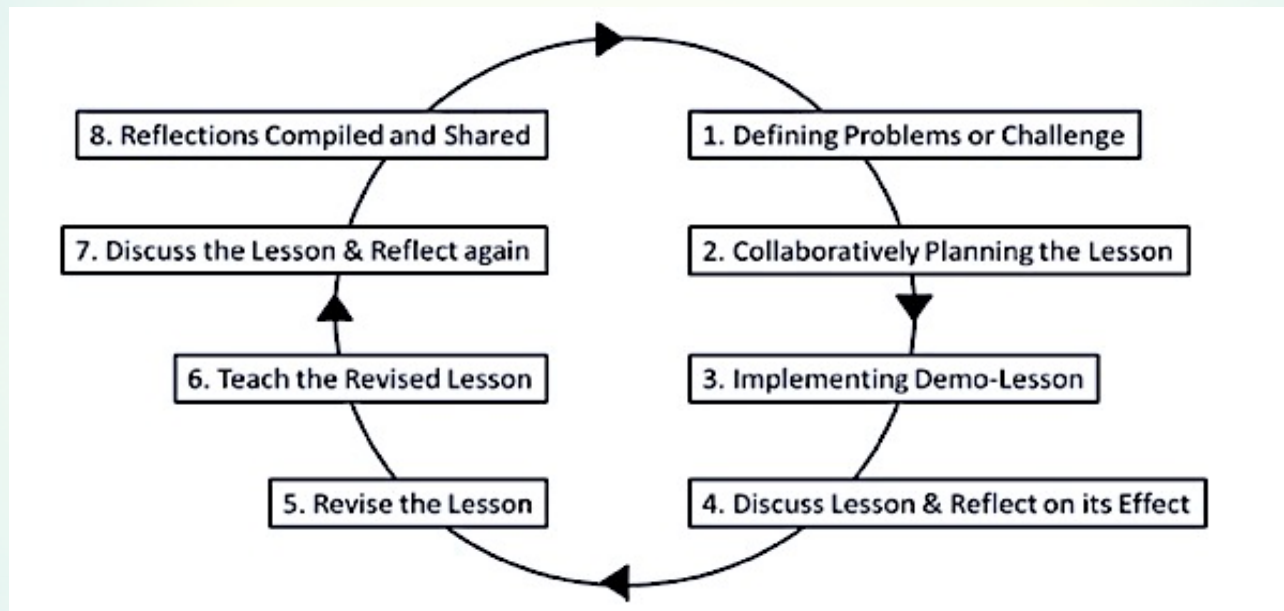 1. Defining Problems or Challenge
2. Collaboratively Planning the Lesson
3. Implementing Demo-Lesson
4. Discuss Lesson & Reflect on its Effect
5. Revise the Lesson
6. Teach the Revised Lesson
7. Discuss the Lesson & Reflect again
8. Reflections Compiled and Shared